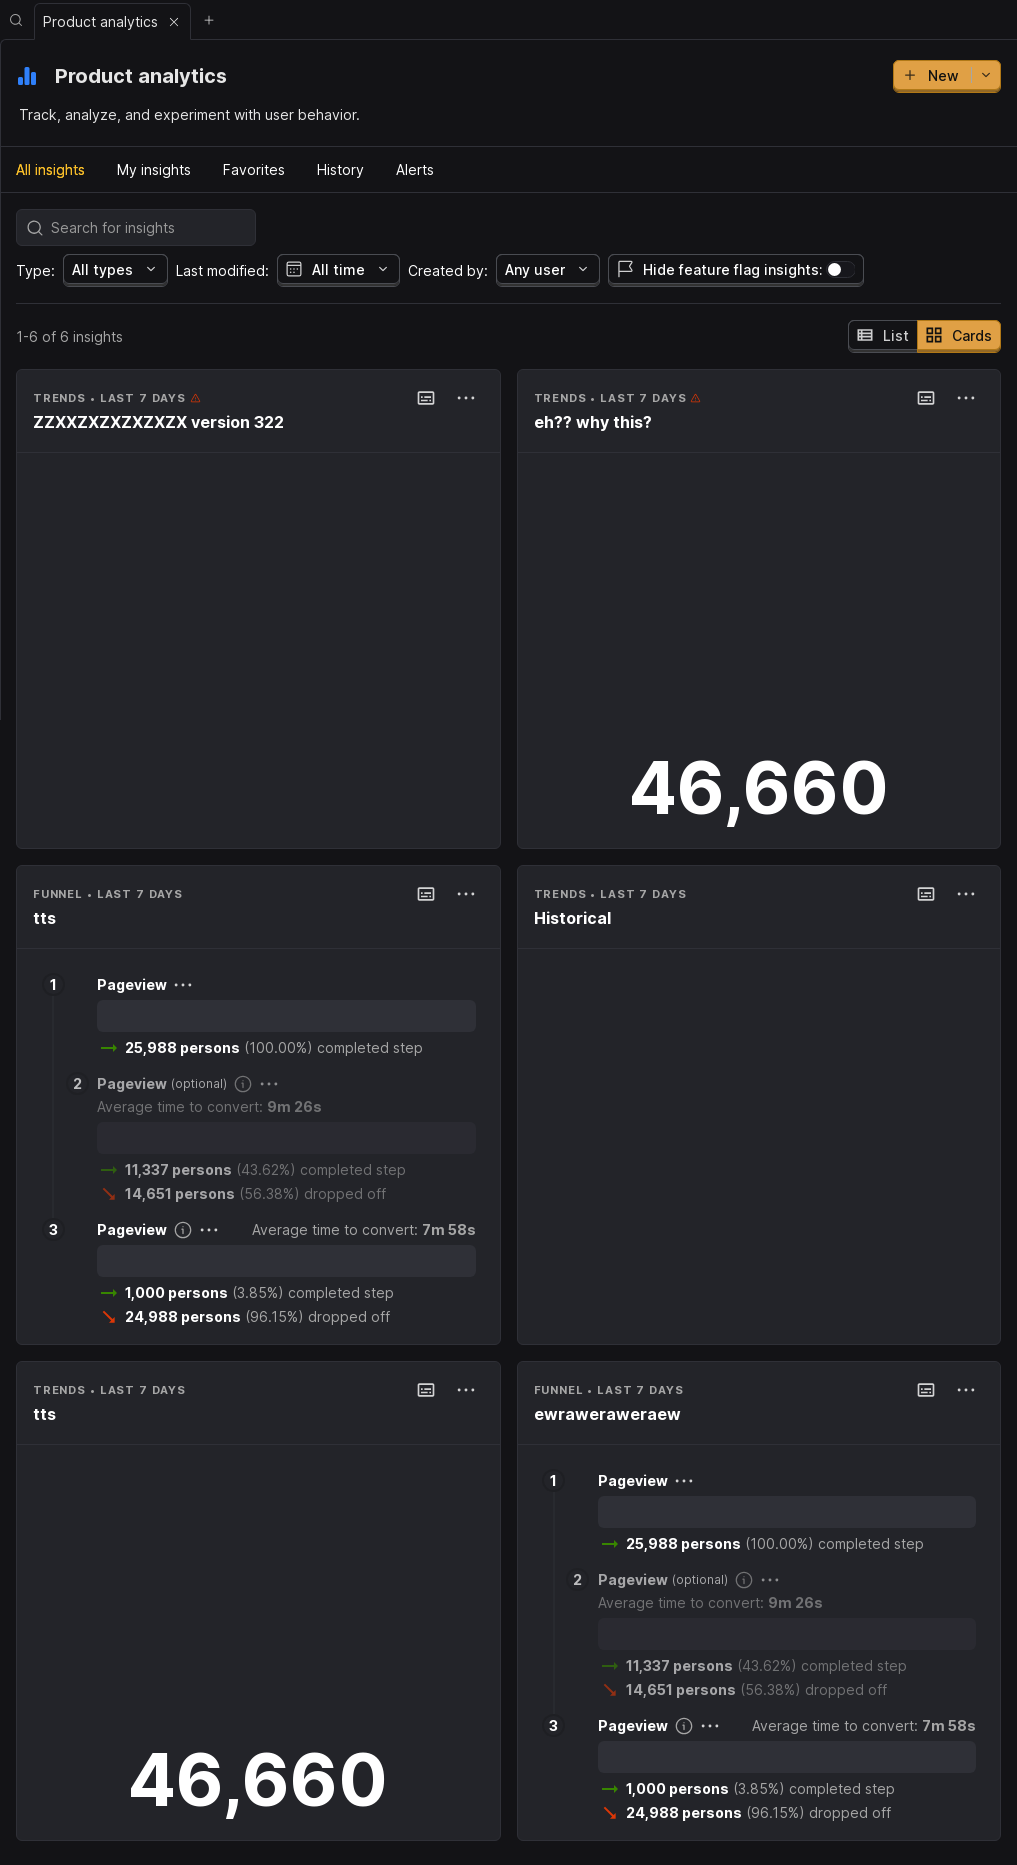 Product analytics
Product analytics
New
Track, analyze, and experiment with user behavior.
All insights My insights Favorites History Alerts
Search for insights
Type: All types Last modified: All time Created by: Any user Hide feature flag insights:
1-6 of 6 insights List Cards
TRENDS • LAST 7 DAYS
ZZXXZXZXZXZXZX version 322
TRENDS • LAST 7 DAYS
eh?? why this?
46,660
FUNNEL • LAST 7 DAYS
tts
1 Pageview
25,988 persons (100.00%) completed step
2 Pageview (optional)
Average time to convert: 9m 26s
11,337 persons (43.62%) completed step
14,651 persons (56.38%) dropped off
3 Pageview Average time to convert: 7m 58s
1,000 persons (3.85%) completed step
24,988 persons (96.15%) dropped off
TRENDS • LAST 7 DAYS
Historical
TRENDS • LAST 7 DAYS
tts
46,660
FUNNEL • LAST 7 DAYS
ewraweraweraew
1 Pageview
25,988 persons (100.00%) completed step
2 Pageview (optional)
Average time to convert: 9m 26s
11,337 persons (43.62%) completed step
14,651 persons (56.38%) dropped off
3 Pageview Average time to convert: 7m 58s
1,000 persons (3.85%) completed step
24,988 persons (96.15%) dropped off